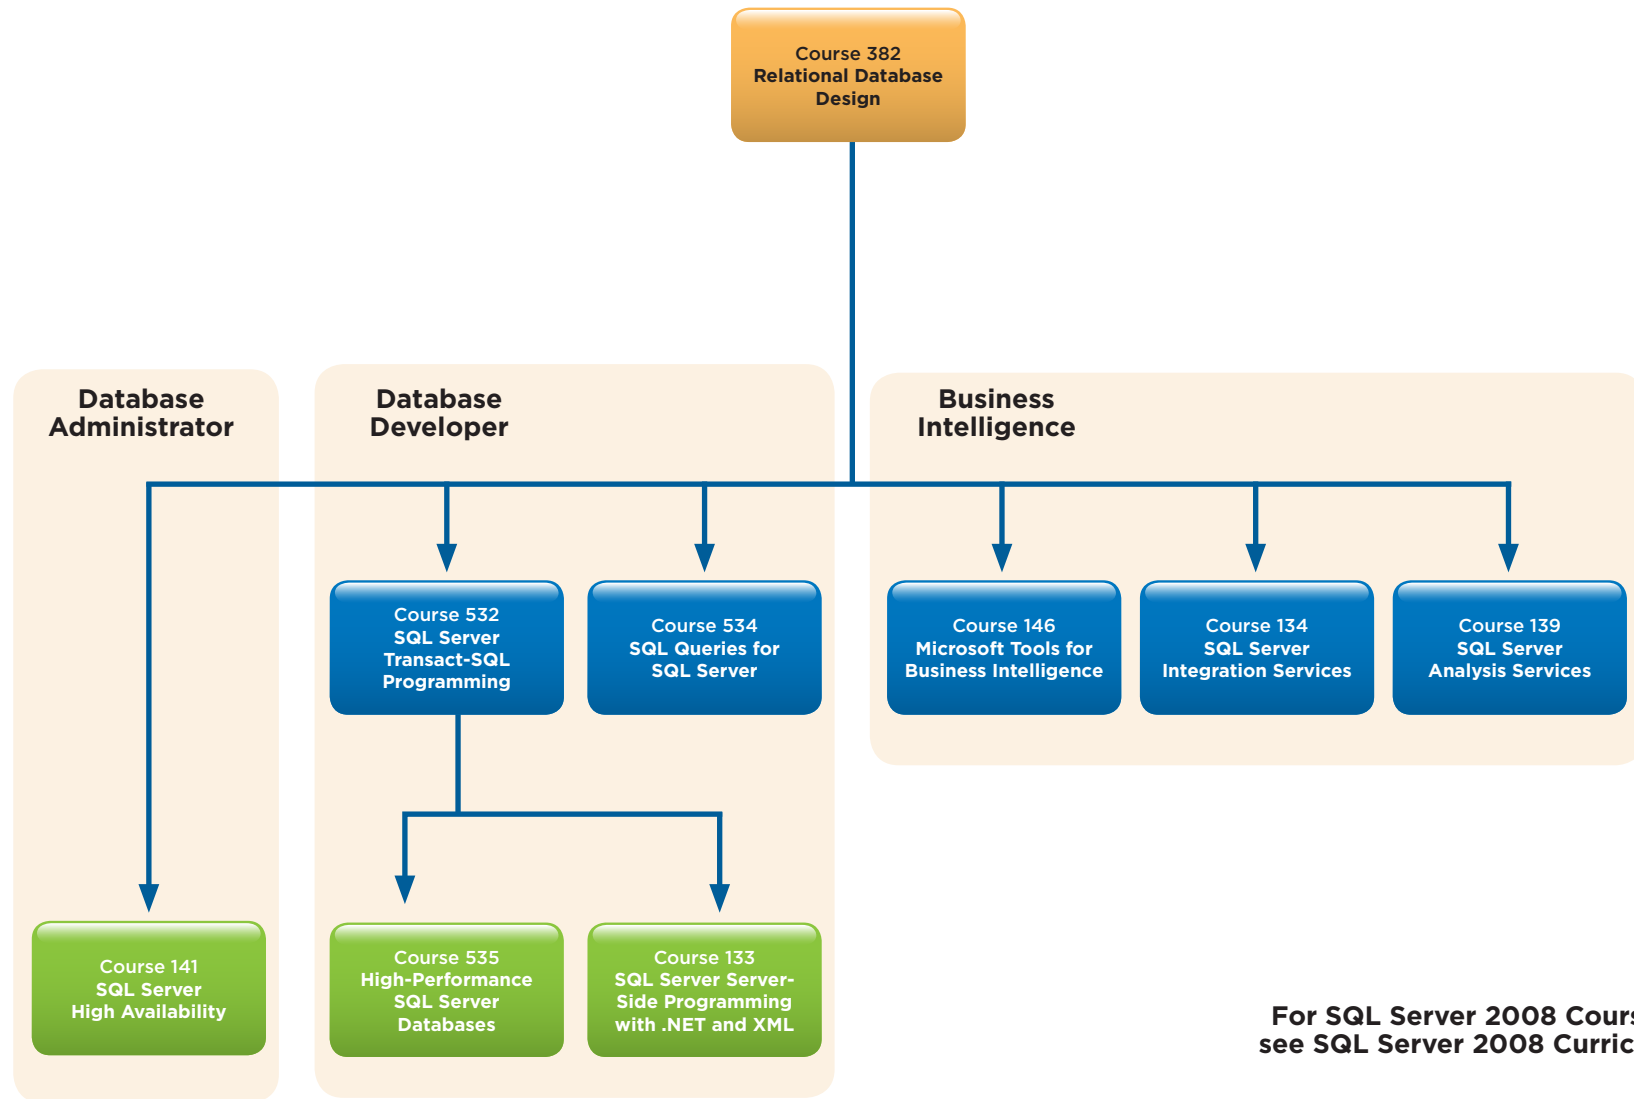 Course 382
Relational Database
Design
Database
Administrator
Database
Developer
Business
Intelligence
Course 532
SQL Server
Transact-SQL
Programming
Course 534
SQL Queries for
SQL Server
Course 146
Microsoft Tools for
Business Intelligence
Course 134
SQL Server
Integration Services
Course 139
SQL Server
Analysis Services
Course 141
SQL Server
High Availability
Course 535
High-Performance
SQL Server
Databases
Course 133
SQL Server Server-
Side Programming
with .NET and XML
For SQL Server 2008
see SQL Server 2008